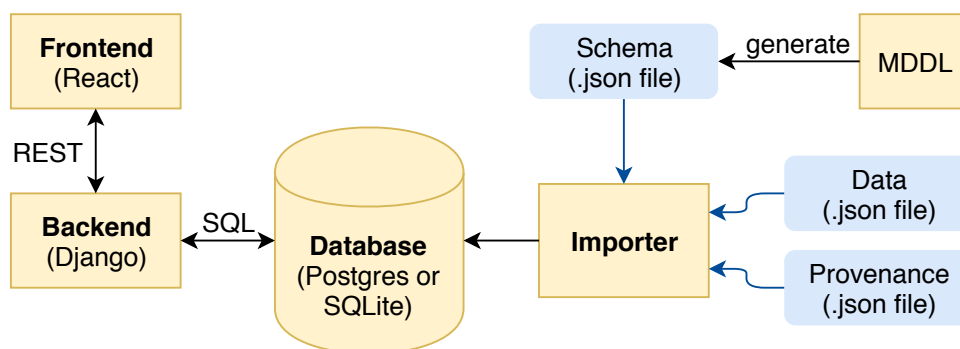 Frontend
(React)
REST
Backend
(Django)
SQL
Database
(Postgres or
SQLite)
Schema
(.json file)
generate
MDDL
Importer
Data
(.json file)
Provenance
(.json file)